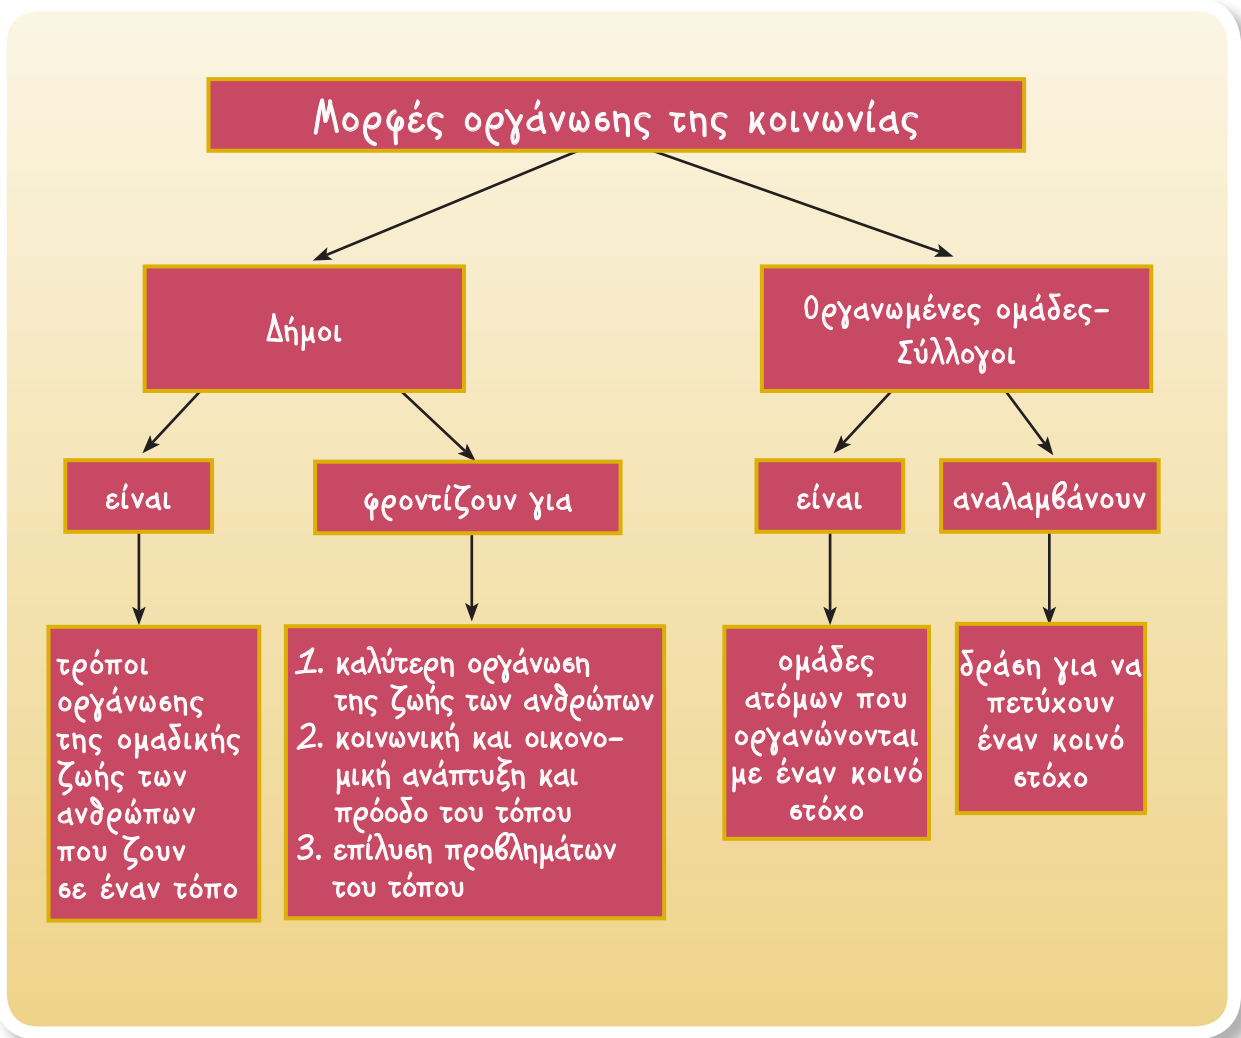 Μορφές οργάνωσης της κοινωνίας
Δήμοι
Οργανωμένες ομάδες-
Σύλλογοι
είναι
φροντίζουν για
είναι
αναλαμβάνουν
τρόποι
οργάνωσης
της ομαδικής
ζωής των
ανθρώπων
που ζουν
σε έναν τόπο
1. καλύτερη οργάνωση
της ζωής των ανθρώπων
2. κοινωνική και οικονο-
μική ανάπτυξη και
πρόοδο του τόπου
3. επίλυση προβλημάτων
του τόπου
ομάδες
ατόμων που
οργανώνονται
με έναν κοινό
στόχο
δράση για να
πετύχουν
έναν κοινό
στόχο